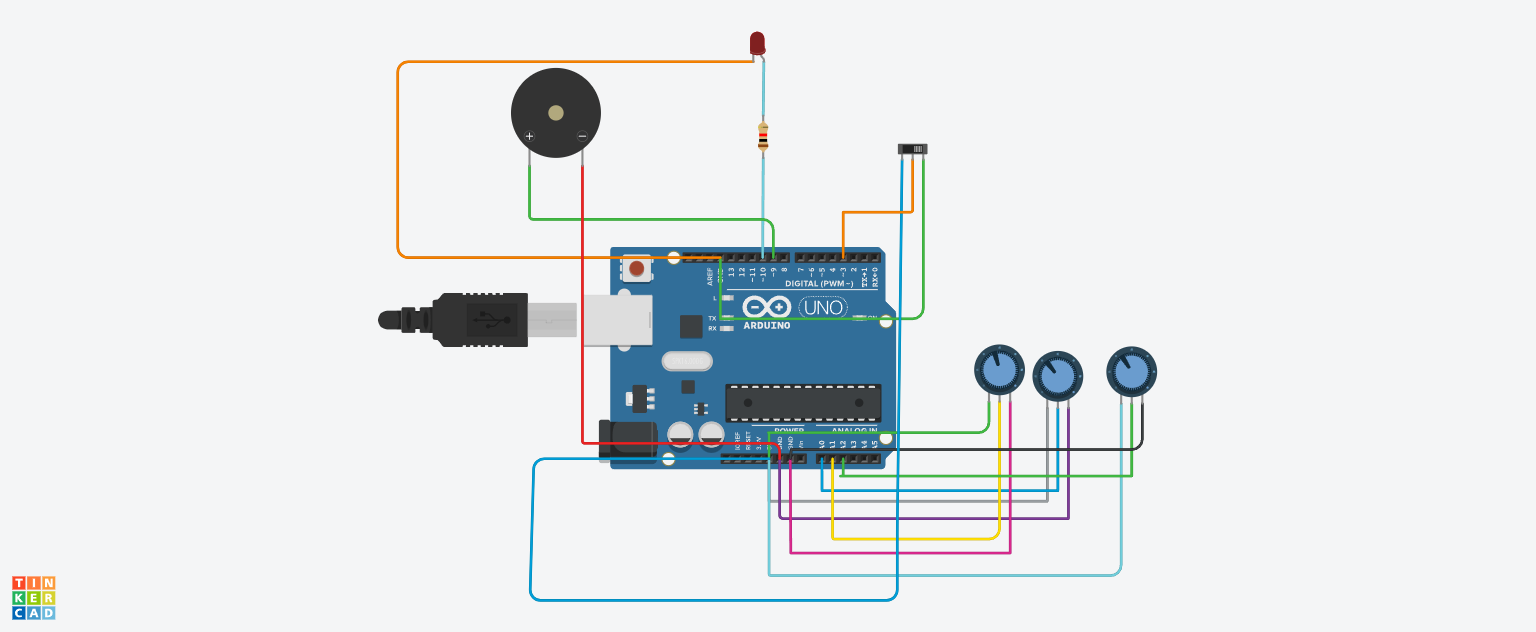 + −
AREF
GND
13
12
~11
~10
~9
8
7
~6
~5
4
~3
2
TX→1
RX←0
DIGITAL (PWM~)
L
TX
RX
UNO
ON
ARDUINO
POWER
ANALOG IN
IOREF
RESET
3.3V
GND
GND
Vin
A0
A1
A2
A3
A4
A5
TIN
KER
CAD